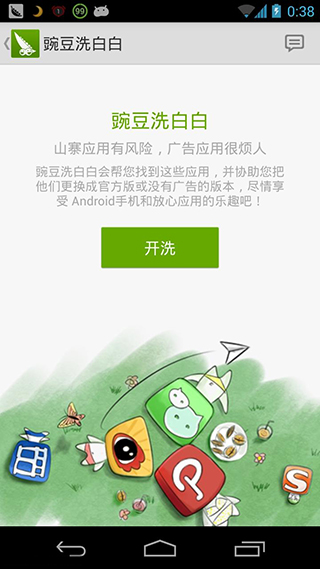 99
0:38
豌豆洗白白
豌豆洗白白
山寨应用有风险，广告应用很烦人
豌豆洗白白会帮您找到这些应用，并协助您把
他们更换成官方版或没有广告的版本，尽情享
受 Android手机和放心应用的乐趣吧！
开洗
S